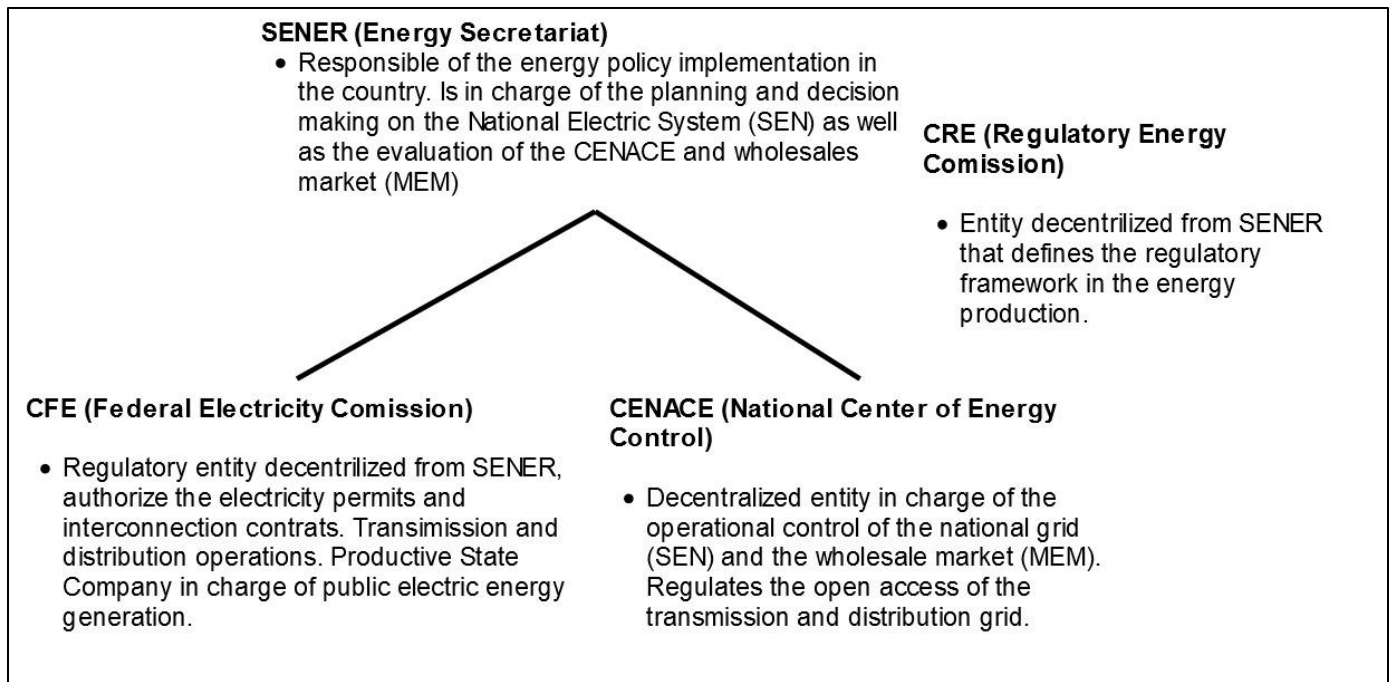 SENER (Energy Secretariat)
• Responsible of the energy policy implementation in
the country. Is in charge of the planning and decision
making on the National Electric System (SEN) as well
as the evaluation of the CENACE and wholesales
market (MEM)
CRE (Regulatory Energy
Comission)
• Entity decentrilized from SENER
that defines the regulatory
framework in the energy
production.
CFE (Federal Electricity Comission)
• Regulatory entity decentrilized from SENER,
authorize the electricity permits and
interconnection contrats. Transimission and
distribution operations. Productive State
Company in charge of public electric energy
generation.
CENACE (National Center of Energy
Control)
• Decentralized entity in charge of the
operational control of the national grid
(SEN) and the wholesale market (MEM).
Regulates the open access of the
transmission and distribution grid.